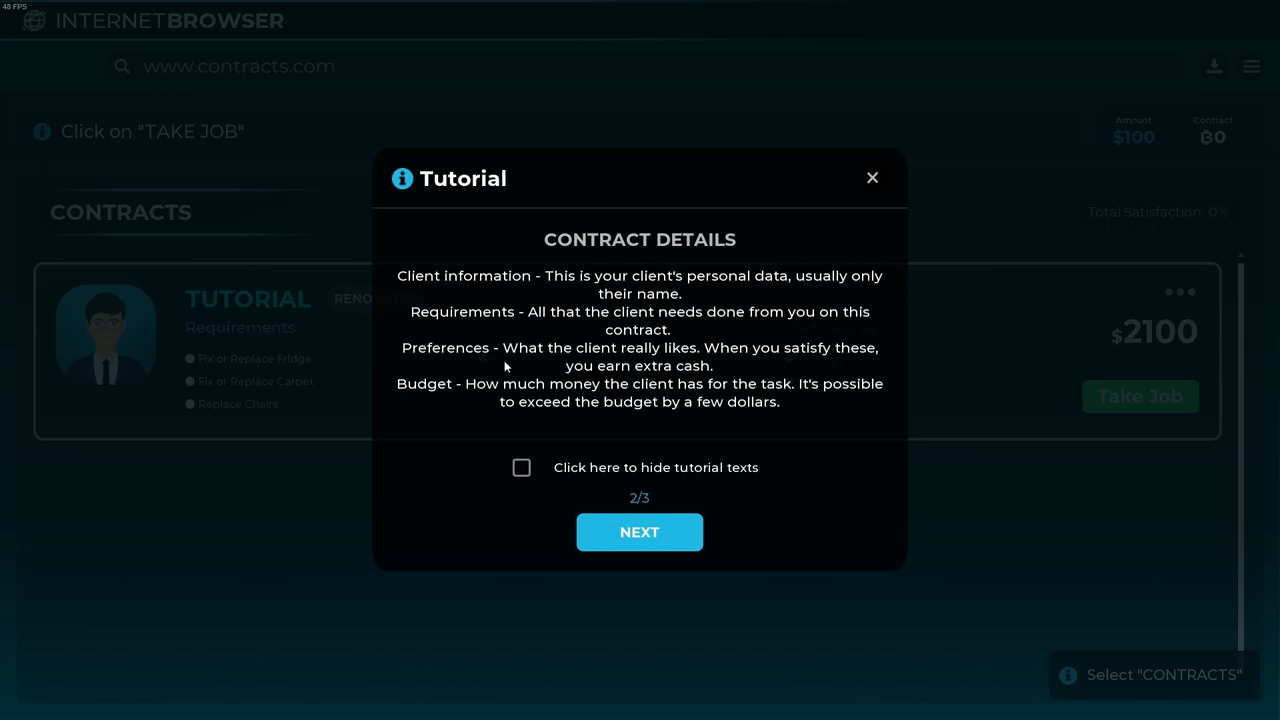 48 FPS
INTERNETBROWSER
www.contracts.com
Click on "TAKE JOB"
Amount
$100
Contract
₿0
CONTRACTS
Total Satisfaction: 0%
Tutorial
CONTRACT DETAILS
Client information - This is your client's personal data, usually only
their name.
Requirements - All that the client needs done from you on this
contract.
Preferences - What the client really likes. When you satisfy these,
you earn extra cash.
Budget - How much money the client has for the task. It's possible
to exceed the budget by a few dollars.
Click here to hide tutorial texts
2/3
NEXT
TUTORIAL
Requirements
Fix or Replace Fridge
Fix or Replace Carpet
Replace Chairs
$2100
Take Job
Select "CONTRACTS"